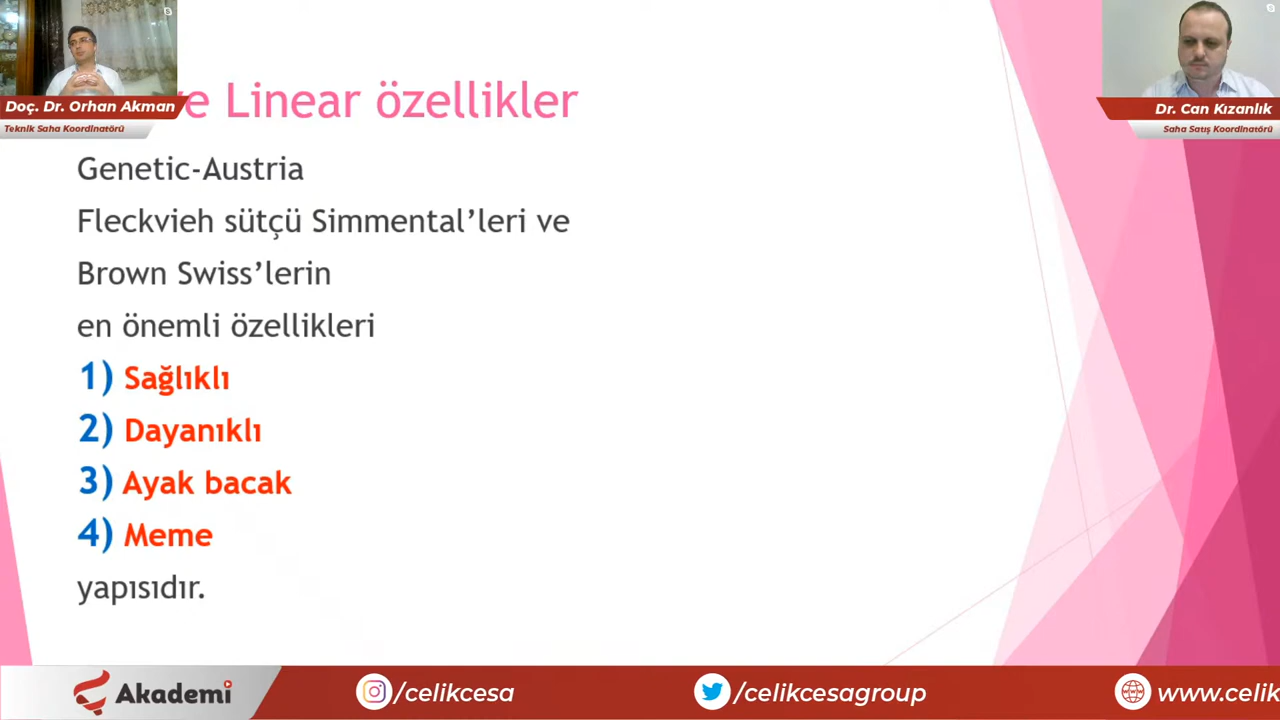 Doç. Dr. Orhan Akman
Teknik Saha Koordinatörü
Dr. Can Kızanlık
Saha Satış Koordinatörü
ve Linear özellikler
Genetic-Austria
Fleckvieh sütçü Simmental’leri ve
Brown Swiss’lerin
en önemli özellikleri
1) Sağlıklı
2) Dayanıklı
3) Ayak bacak
4) Meme
yapısıdır.
Akademi
/celikcesa
/celikcesagroup
www.celik